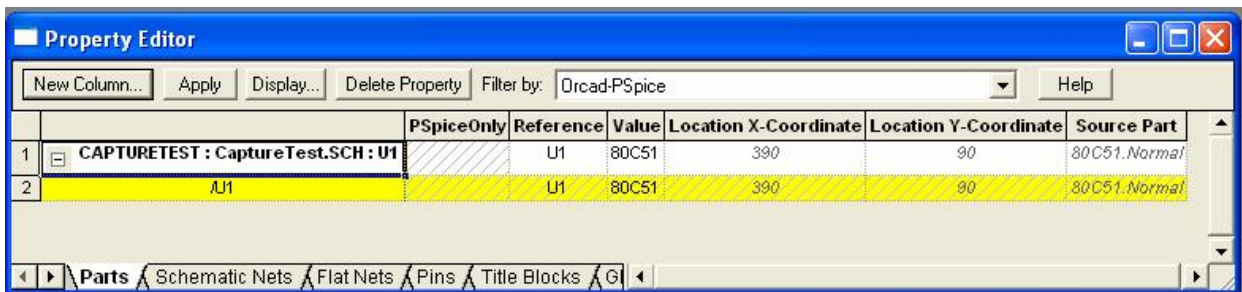 Property Editor
New Column... Apply Display... Delete Property Filter by: Orcad-PSpice Help
PSpiceOnly Reference Value Location X-Coordinate Location Y-Coordinate Source Part
1 CAPTURETEST : CaptureTest.SCH : U1 U1 80C51 390 90 80C51.Normal
2 /U1 U1 80C51 390 90 80C51.Normal
Parts Schematic Nets Flat Nets Pins Title Blocks Gl